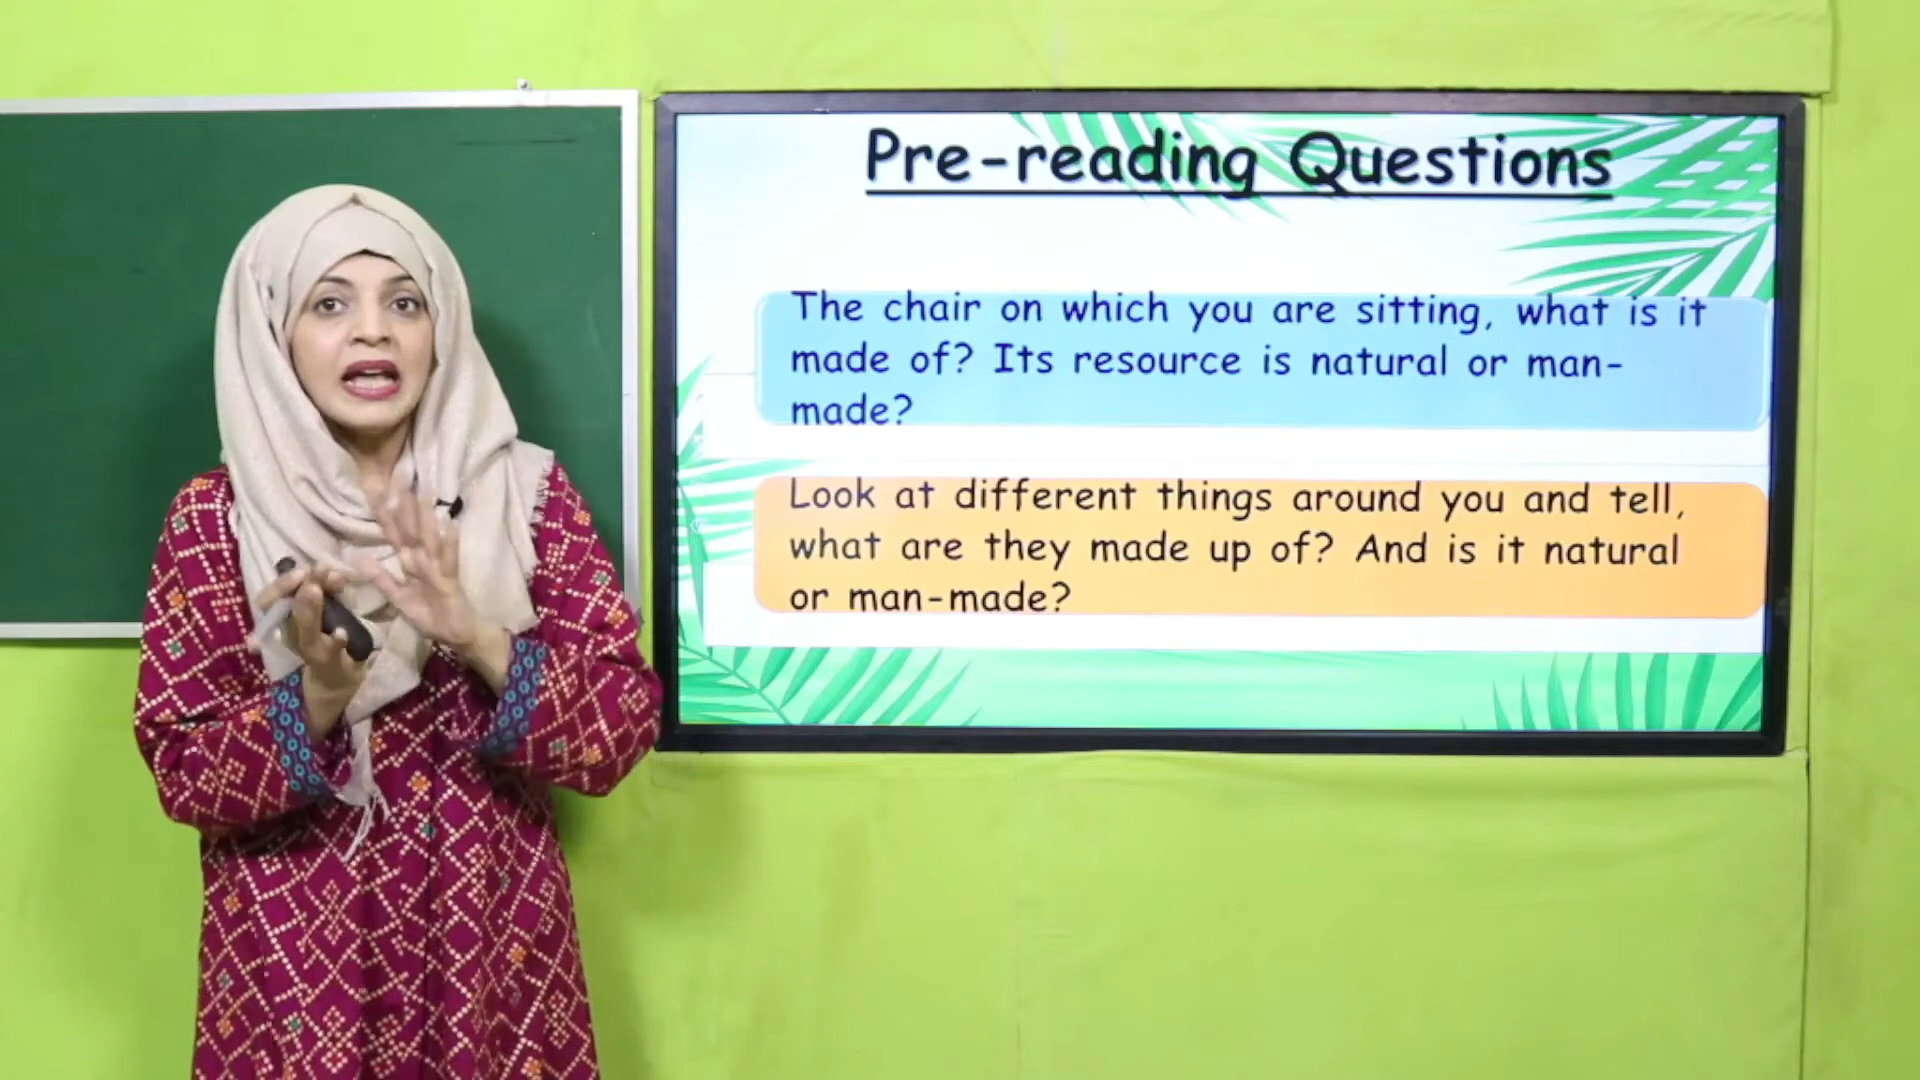 Pre-reading Questions
The chair on which you are sitting, what is it
made of? Its resource is natural or man-
made?
Look at different things around you and tell,
what are they made up of? And is it natural
or man-made?